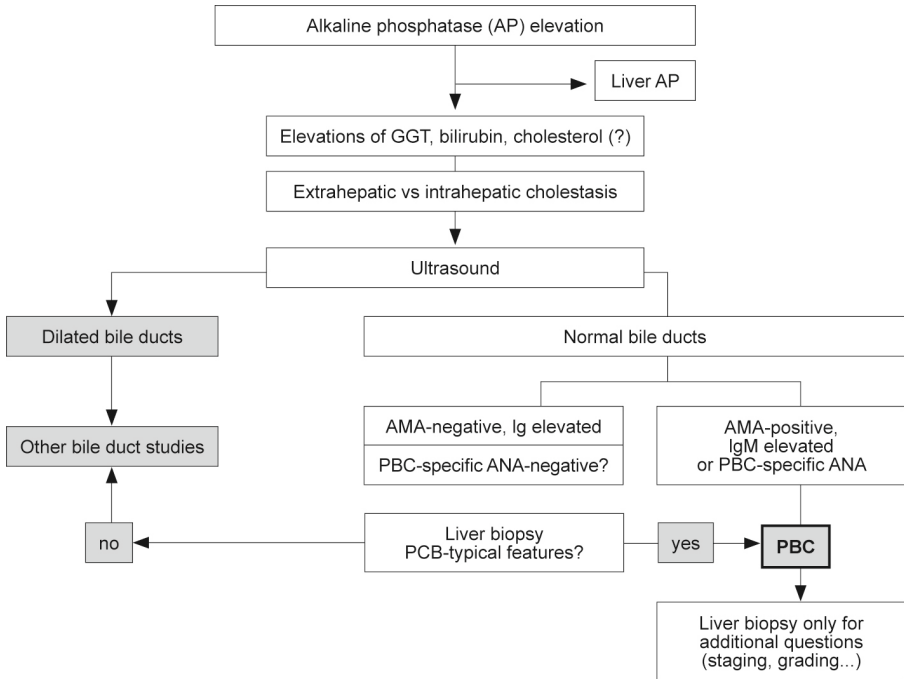 Alkaline phosphatase (AP) elevation
Liver AP
Elevations of GGT, bilirubin, cholesterol (?)
Extrahepatic vs intrahepatic cholestasis
Ultrasound
Dilated bile ducts
Normal bile ducts
Other bile duct studies
AMA-negative, Ig elevated
PBC-specific ANA-negative?
AMA-positive,
IgM elevated
or PBC-specific ANA
no
Liver biopsy
PCB-typical features?
yes
PBC
Liver biopsy only for
additional questions
(staging, grading...)